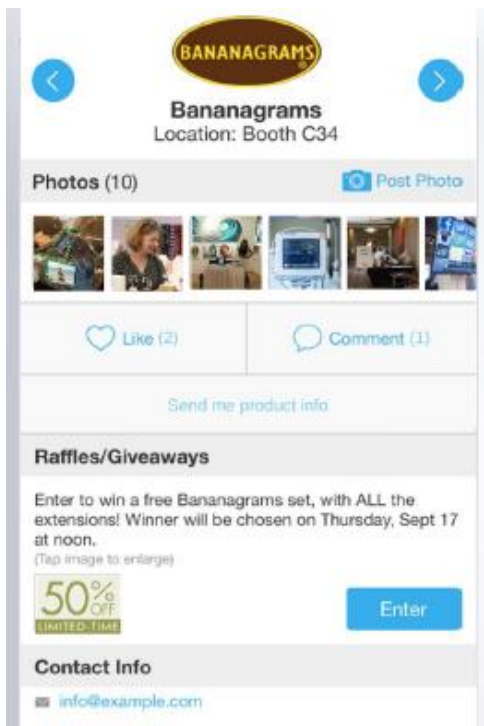 BANANAGRAMS
Bananagrams
Location: Booth C34
Photos (10)
Post Photo
Like (2)
Comment (1)
Send me product info
Raffles/Giveaways
Enter to win a free Bananagrams set, with ALL the
extensions! Winner will be chosen on Thursday, Sept 17
at noon.
(Tap image to enlarge)
50% OFF
LIMITED-TIME
Enter
Contact Info
info@example.com